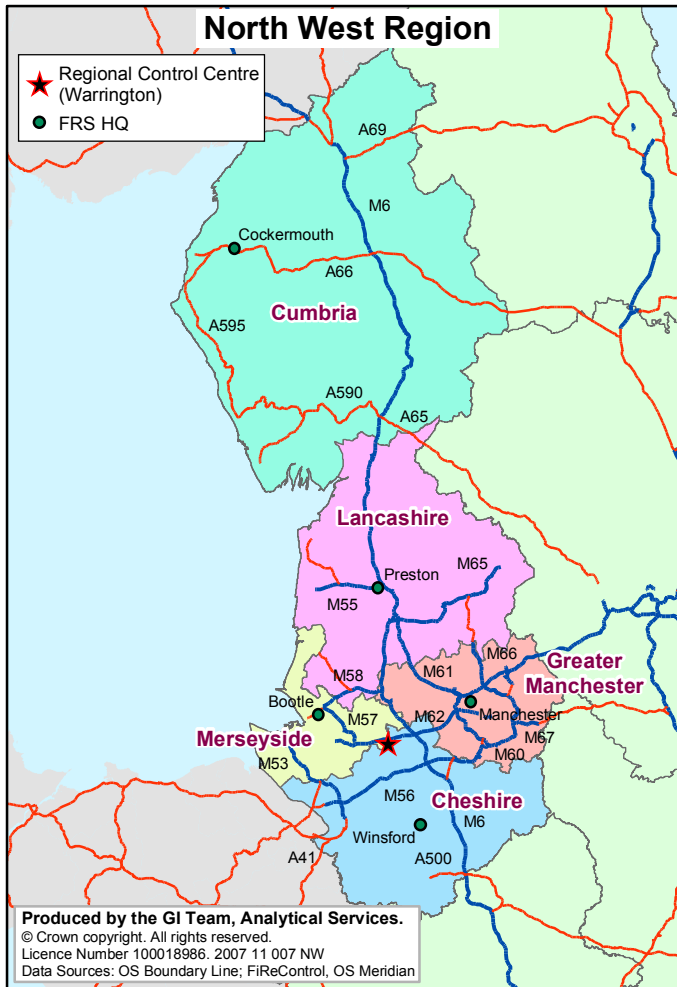 North West Region
Regional Control Centre
(Warrington)
FRS HQ
A69
M6
Cockermouth
A66
Cumbria
A595
A590
A65
Lancashire
M65
Preston
M55
M66
Greater
Manchester
M61
M58
Bootle
M57
M62
Manchester
Merseyside
M67
M60
M53
M56
Cheshire
M6
Winsford
A41
A500
Produced by the GI Team, Analytical Services.
© Crown copyright. All rights reserved.
Licence Number 100018986. 2007 11 007 NW
Data Sources: OS Boundary Line; FiReControl, OS Meridian